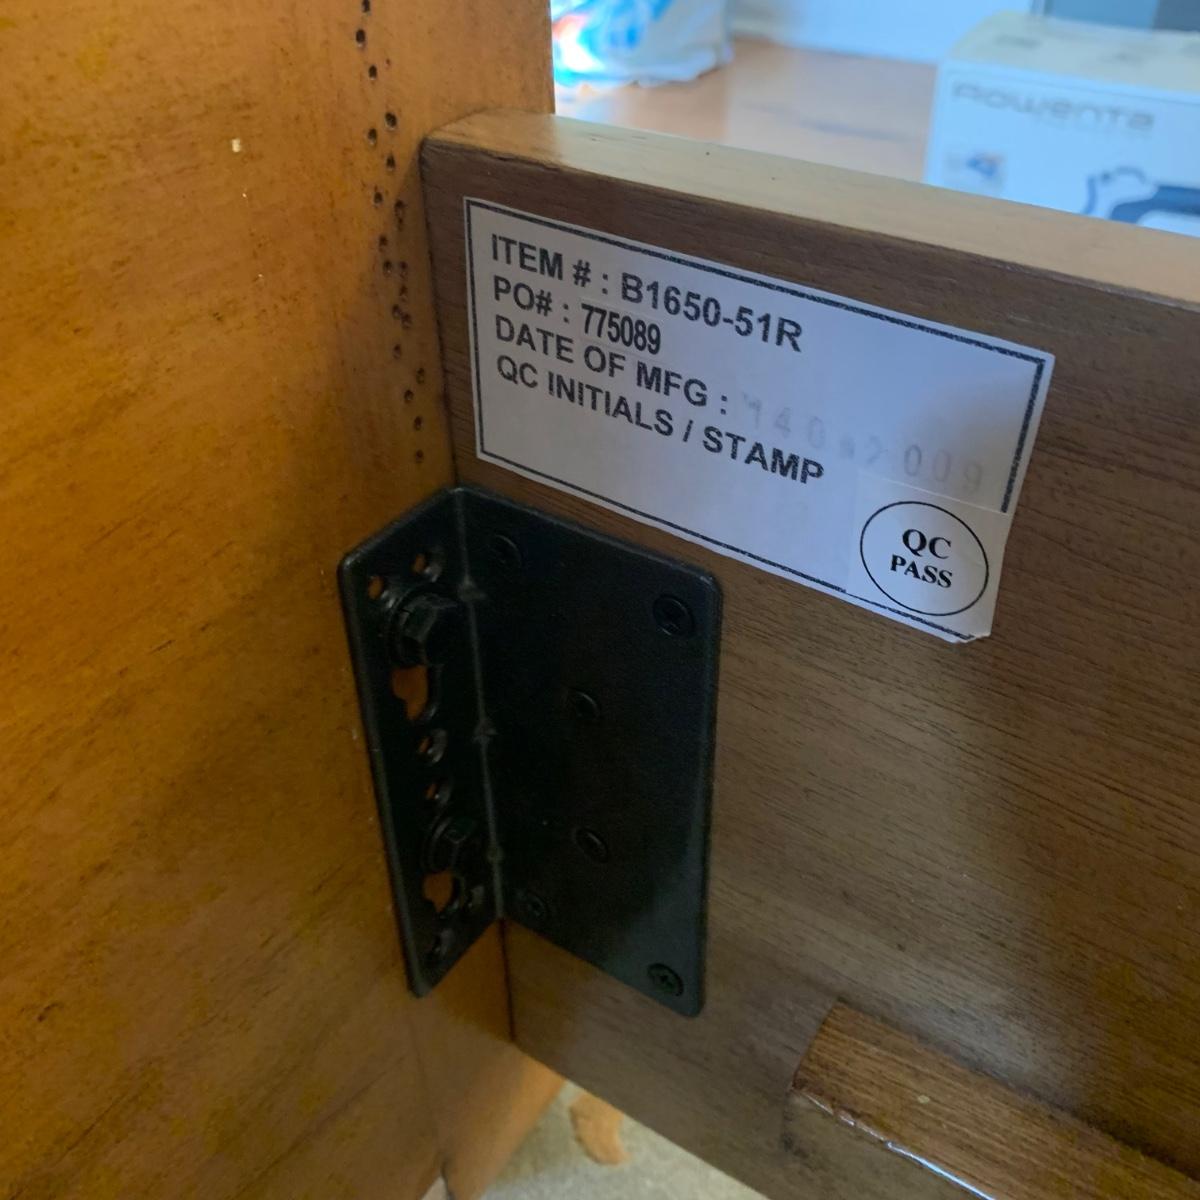 Rowenta
ITEM # : B1650-51R
PO# : 775089
DATE OF MFG :
QC INITIALS / STAMP
QC
PASS